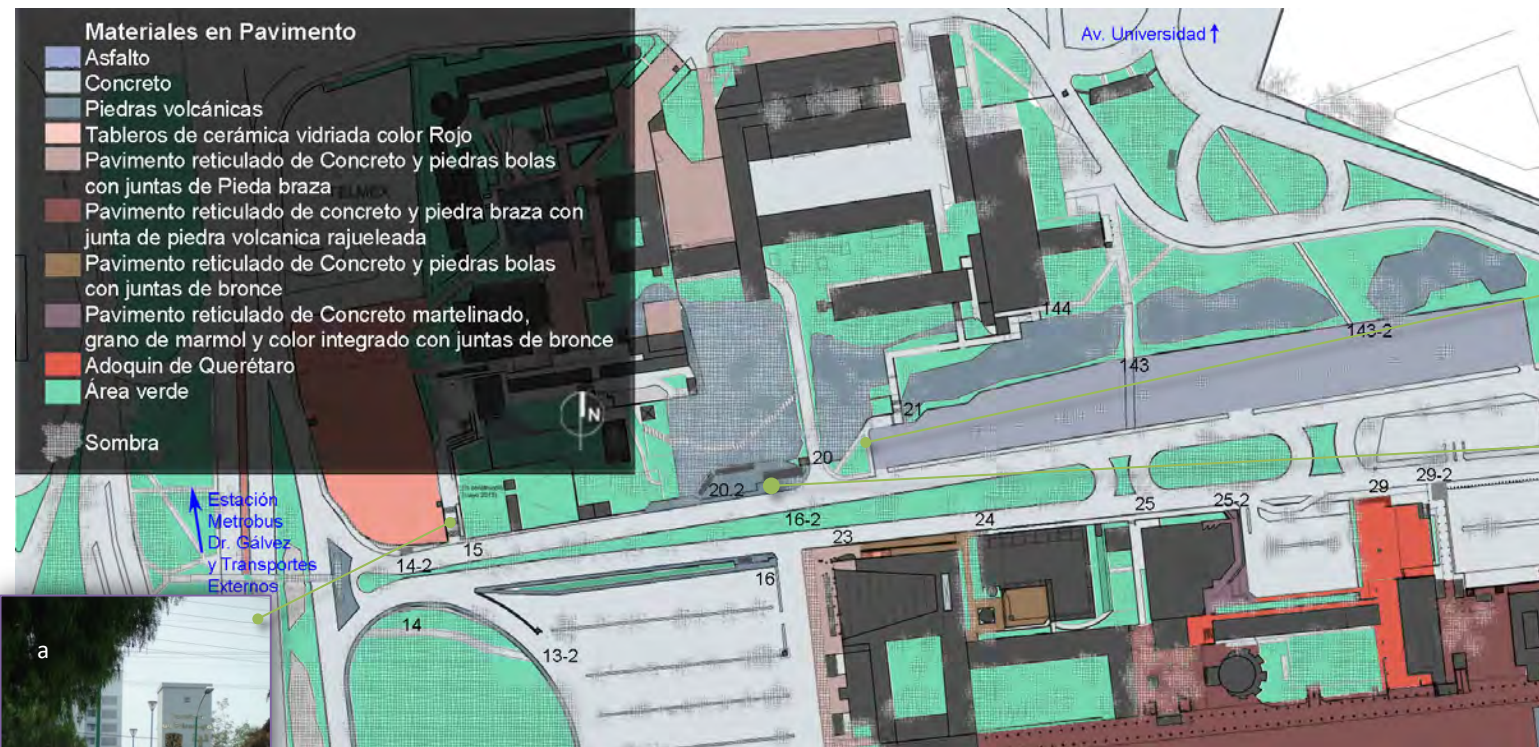 Materiales en Pavimento
Asfalto
Concreto
Piedras volcánicas
Tableros de cerámica vidriada color Rojo
Pavimento reticulado de Concreto y piedras bolas
con juntas de Pieda braza
Pavimento reticulado de concreto y piedra braza con
junta de piedra volcanica rajueleada
Pavimento reticulado de Concreto y piedras bolas
con juntas de bronce
Pavimento reticulado de Concreto martelinado,
grano de marmol y color integrado con juntas de bronce
Adoquin de Querétaro
Área verde
Sombra
TELMEX
N
Av. Universidad
144
143-2
143
21
20
20.2
16-2
29-2
29
25-2
25
24
23
15
14-2
16
14
13-2
Estación
Metrobus
Dr. Gálvez
y Transportes
Externos
a